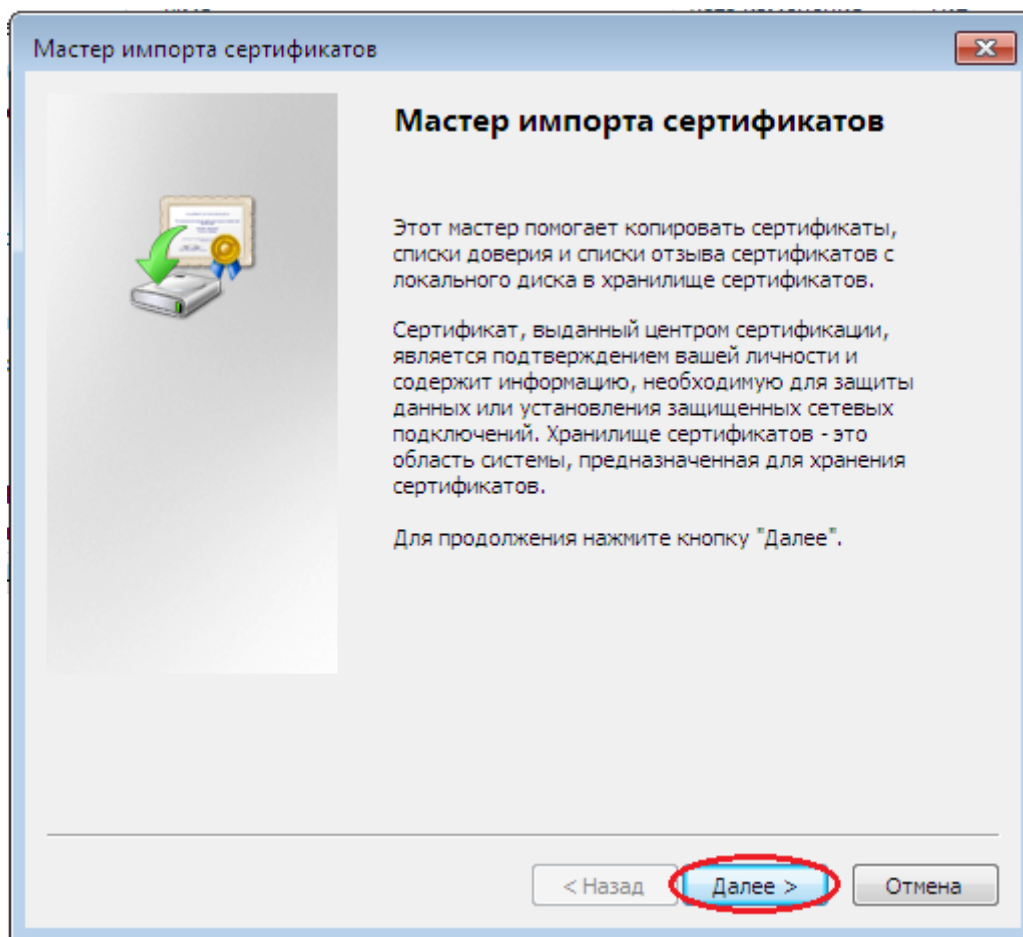 Мастер импорта сертификатов
Мастер импорта сертификатов
Этот мастер помогает копировать сертификаты,
списки доверия и списки отзыва сертификатов с
локального диска в хранилище сертификатов.
Сертификат, выданный центром сертификации,
является подтверждением вашей личности и
содержит информацию, необходимую для защиты
данных или установления защищенных сетевых
подключений. Хранилище сертификатов - это
область системы, предназначенная для хранения
сертификатов.
Для продолжения нажмите кнопку "Далее".
< Назад
Далее >
Отмена